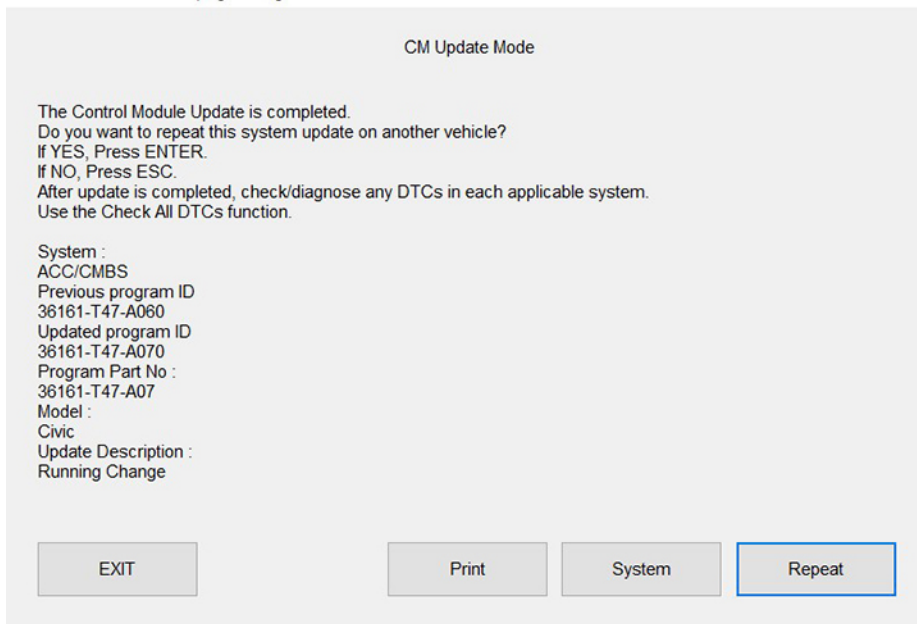 CM Update Mode
The Control Module Update is completed.
Do you want to repeat this system update on another vehicle?
If YES, Press ENTER.
If NO, Press ESC.
After update is completed, check/diagnose any DTCs in each applicable system.
Use the Check All DTCs function.
System :
ACC/CMBS
Previous program ID
36161-T47-A060
Updated program ID
36161-T47-A070
Program Part No :
36161-T47-A07
Model :
Civic
Update Description :
Running Change
EXIT
Print
System
Repeat